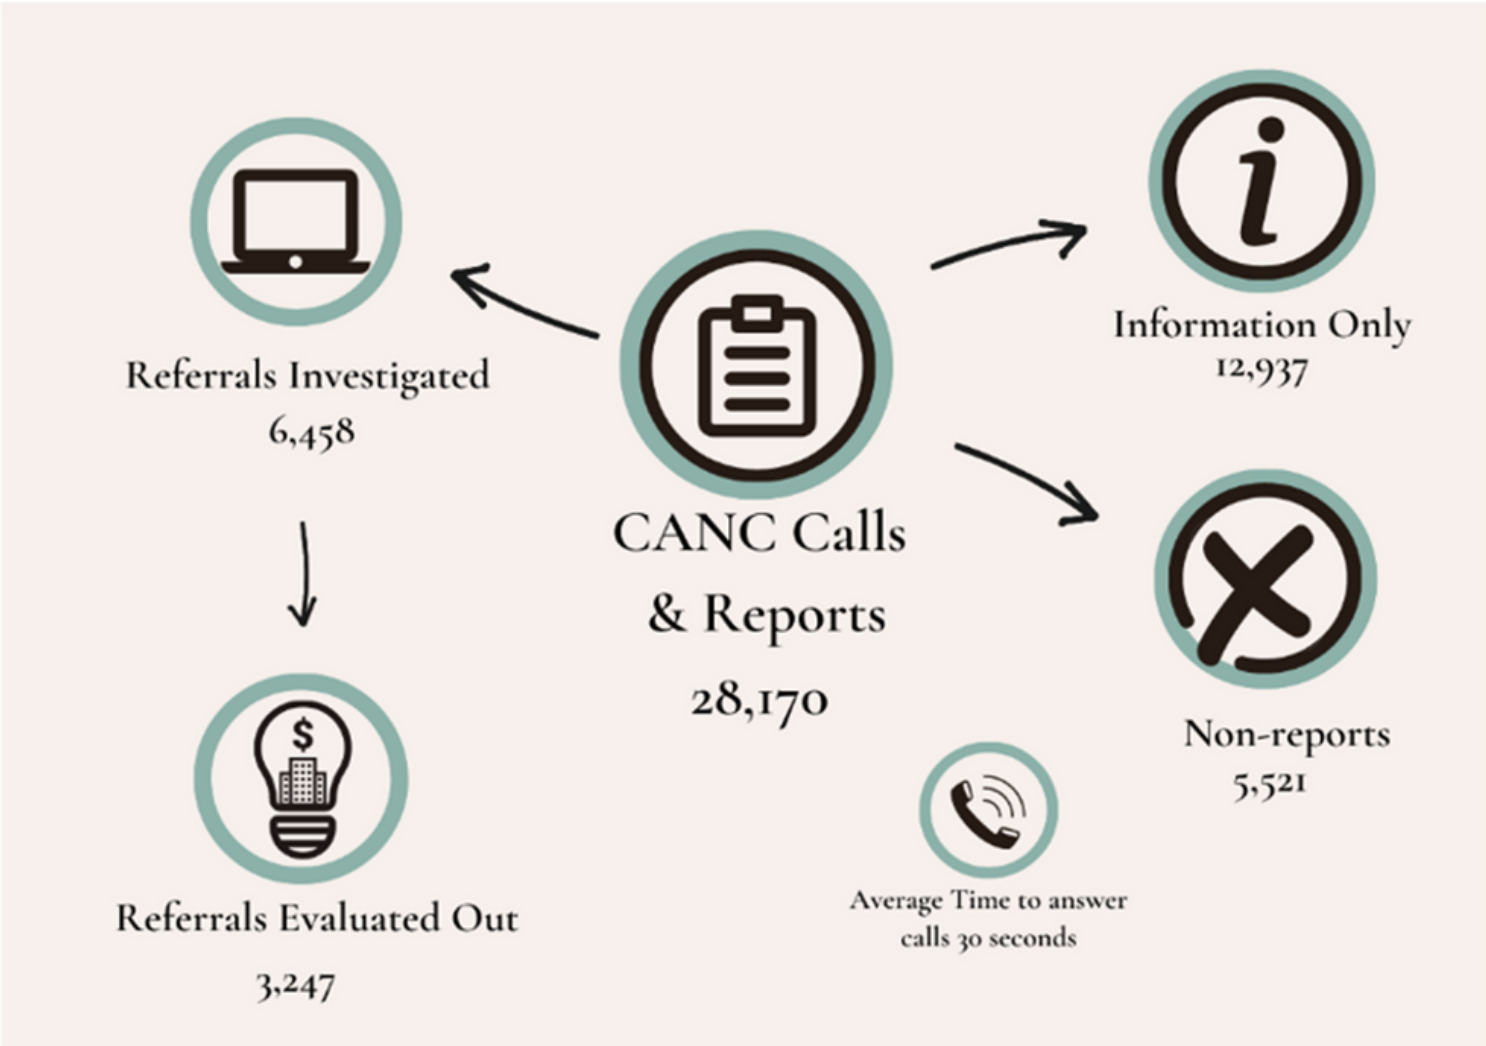 Referrals Investigated
6,458
Referrals Evaluated Out
3,247
CANC Calls
& Reports
28,170
Information Only
12,937
Non-reports
5,521
Average Time to answer
calls 30 seconds
$
i